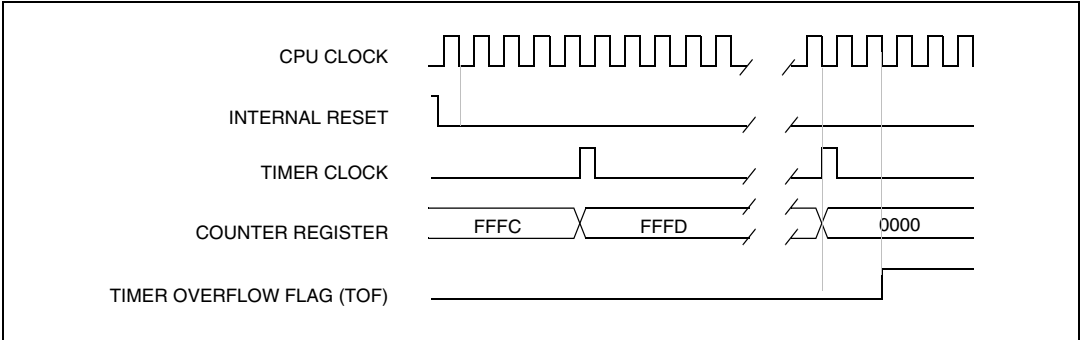 CPU CLOCK
INTERNAL RESET
TIMER CLOCK
COUNTER REGISTER FFFC FFFD 0000
TIMER OVERFLOW FLAG (TOF)